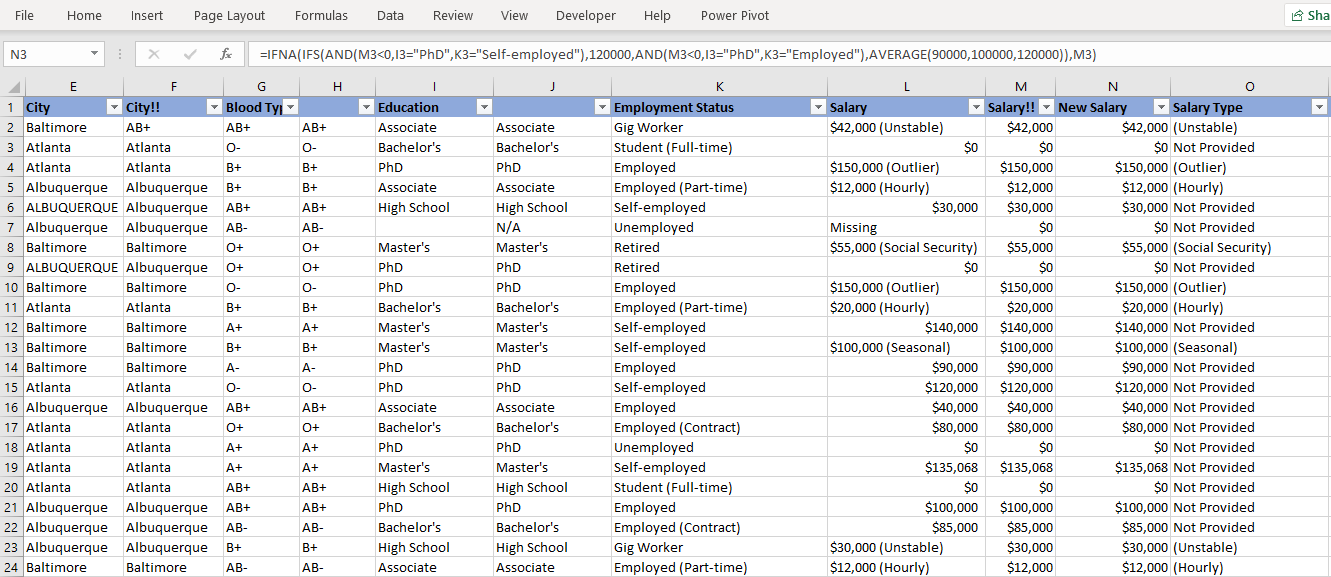 File Home Insert Page Layout Formulas Data Review View Developer Help Power Pivot Sha
N3 fx =IFNA(IFS(AND(M3<0,I3="PhD",K3="Self-employed"),120000,AND(M3<0,I3="PhD",K3="Employed"),AVERAGE(90000,100000,120000)),M3)
E F G H I J K L M N O
1 City City!! Blood Typ Education Employment Status Salary Salary!! New Salary Salary Type
2 Baltimore AB+ AB+ AB+ Associate Associate Gig Worker $42,000 (Unstable) $42,000 $42,000 (Unstable)
3 Atlanta Atlanta O- O- Bachelor's Bachelor's Student (Full-time) $0 $0 $0 Not Provided
4 Atlanta Atlanta B+ B+ PhD PhD Employed $150,000 (Outlier) $150,000 $150,000 (Outlier)
5 Albuquerque Albuquerque B+ B+ Associate Associate Employed (Part-time) $12,000 (Hourly) $12,000 $12,000 (Hourly)
6 ALBUQUERQUE Albuquerque AB+ AB+ High School High School Self-employed $30,000 $30,000 $30,000 Not Provided
7 Albuquerque Albuquerque AB- AB- N/A Unemployed Missing $0 $0 Not Provided
8 Baltimore Baltimore O+ O+ Master's Master's Retired $55,000 (Social Security) $55,000 $55,000 (Social Security)
9 ALBUQUERQUE Albuquerque O+ O+ PhD PhD Retired $0 $0 $0 Not Provided
10 Baltimore Baltimore O- O- PhD PhD Employed $150,000 (Outlier) $150,000 $150,000 (Outlier)
11 Atlanta Atlanta B+ B+ Bachelor's Bachelor's Employed (Part-time) $20,000 (Hourly) $20,000 $20,000 (Hourly)
12 Baltimore Baltimore A+ A+ Master's Master's Self-employed $140,000 $140,000 $140,000 Not Provided
13 Baltimore Baltimore B+ B+ Master's Master's Self-employed $100,000 (Seasonal) $100,000 $100,000 (Seasonal)
14 Baltimore Baltimore A- A- PhD PhD Employed $90,000 $90,000 $90,000 Not Provided
15 Atlanta Atlanta O- O- PhD PhD Self-employed $120,000 $120,000 $120,000 Not Provided
16 Albuquerque Albuquerque AB+ AB+ Associate Associate Employed $40,000 $40,000 $40,000 Not Provided
17 Atlanta Atlanta O+ O+ Bachelor's Bachelor's Employed (Contract) $80,000 $80,000 $80,000 Not Provided
18 Atlanta Atlanta A+ A+ PhD PhD Unemployed $0 $0 $0 Not Provided
19 Atlanta Atlanta A+ A+ Master's Master's Self-employed $135,068 $135,068 $135,068 Not Provided
20 Atlanta Atlanta AB+ AB+ High School High School Student (Full-time) $0 $0 $0 Not Provided
21 Albuquerque Albuquerque AB+ AB+ PhD PhD Employed $100,000 $100,000 $100,000 Not Provided
22 Albuquerque Albuquerque AB- AB- Bachelor's Bachelor's Employed (Contract) $85,000 $85,000 $85,000 Not Provided
23 Albuquerque Albuquerque B+ B+ High School High School Gig Worker $30,000 (Unstable) $30,000 $30,000 (Unstable)
24 Baltimore Baltimore AB- AB- Associate Associate Employed (Part-time) $12,000 (Hourly) $12,000 $12,000 (Hourly)